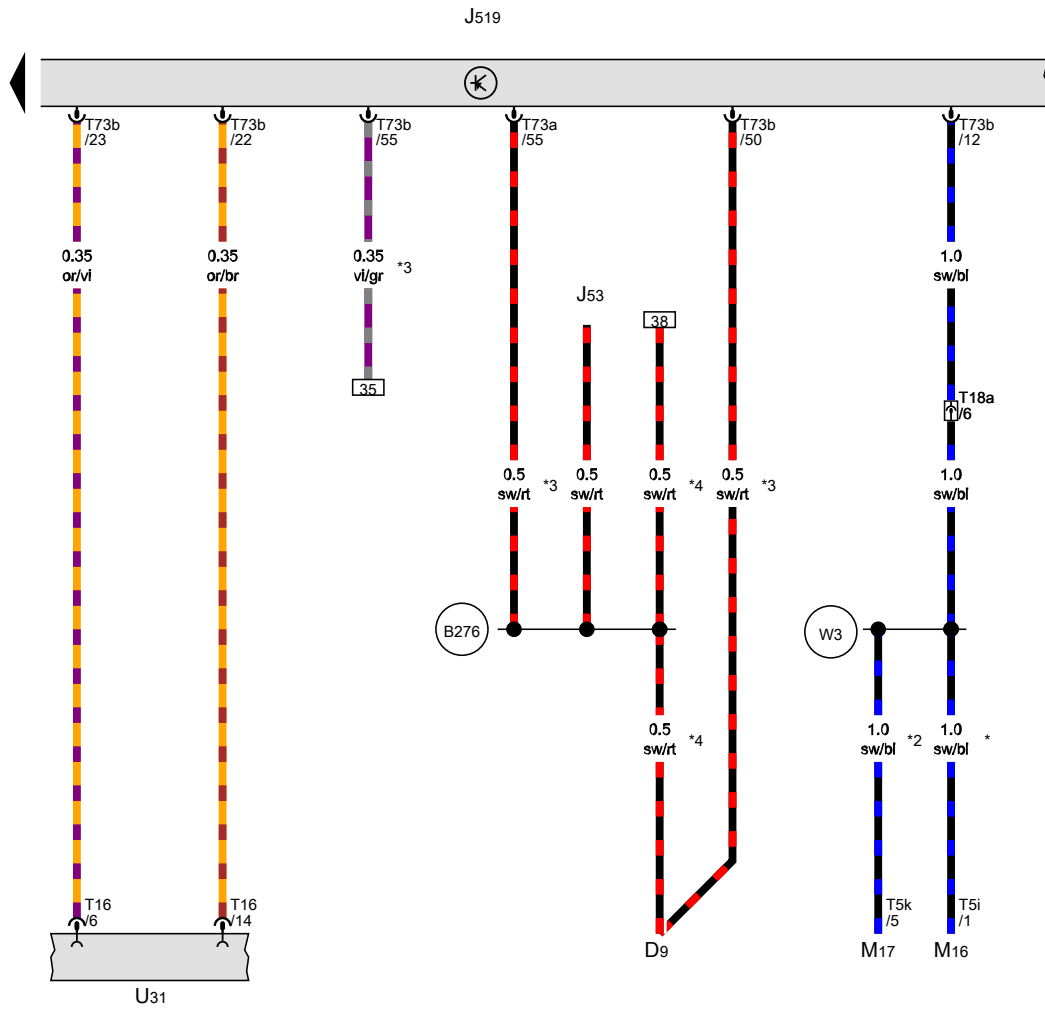 J519
T73b
/23
T73b
/22
T73b
/55
T73a
/55
T73b
/50
T73b
/12
0.35
or/vi
0.35
or/br
0.35
vi/gr
*3
1.0
sw/bl
J53
38
35
T18a
/6
0.5
sw/rt
*3
0.5
sw/rt
0.5
sw/rt
*4
0.5
sw/rt
*3
1.0
sw/bl
B276
W3
0.5
sw/rt
*4
1.0
sw/bl
*2
1.0
sw/bl
*
T16
/6
T16
/14
T5k
/5
T5i
/1
D9
M17
M16
U31